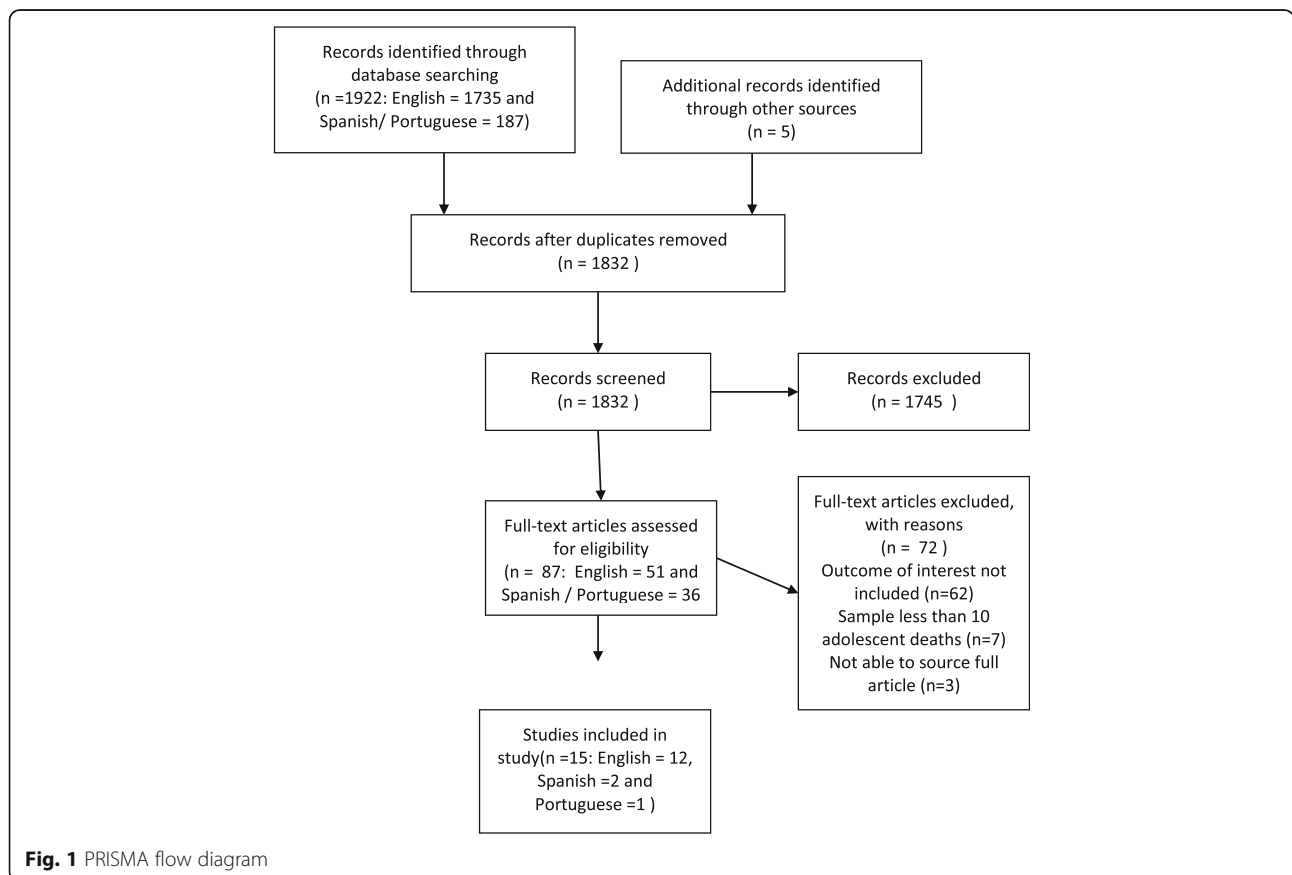 Records identified through
database searching
(n =1922: English = 1735 and
Spanish/ Portuguese = 187)
Additional records identified
through other sources
(n = 5)
Records after duplicates removed
(n = 1832 )
Records screened
(n = 1832 )
Records excluded
(n = 1745 )
Full-text articles assessed
for eligibility
(n = 87: English = 51 and
Spanish / Portuguese = 36
Full-text articles excluded,
with reasons
(n = 72 )
Outcome of interest not
included (n=62)
Sample less than 10
adolescent deaths (n=7)
Not able to source full
article (n=3)
Studies included in
study(n =15: English = 12,
Spanish =2 and
Portuguese =1 )
Fig. 1 PRISMA flow diagram